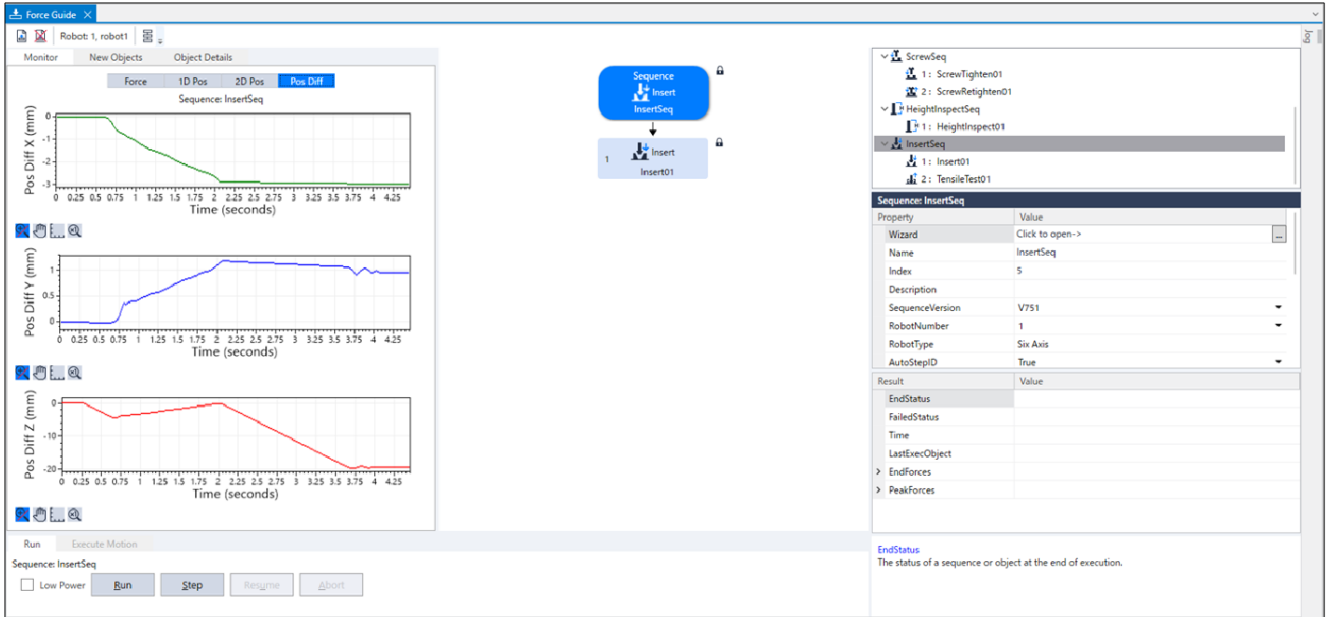 Force Guide
Robot: 1, robot1
Jog
Monitor New Objects Object Details
Force 1D Pos 2D Pos Pos Diff
Sequence: InsertSeq
Pos Diff X (mm)
0
-1
-2
-3
0 0.25 0.5 0.75 1 1.25 1.5 1.75 2 2.25 2.5 2.75 3 3.25 3.5 3.75 4 4.25
Time (seconds)
Pos Diff Y (mm)
1
0.5
0
0 0.25 0.5 0.75 1 1.25 1.5 1.75 2 2.25 2.5 2.75 3 3.25 3.5 3.75 4 4.25
Time (seconds)
Pos Diff Z (mm)
0
-10
-20
0 0.25 0.5 0.75 1 1.25 1.5 1.75 2 2.25 2.5 2.75 3 3.25 3.5 3.75 4 4.25
Time (seconds)
Run Execute Motion
Sequence: InsertSeq
Low Power Run Step Resume Abort
Sequence
Insert
InsertSeq
1 Insert
Insert01
ScrewSeq
1: ScrewTighten01
2: ScrewRetighten01
HeightInspectSeq
1: HeightInspect01
InsertSeq
1: Insert01
2: TensileTest01
Sequence: InsertSeq
Property Value
Wizard Click to open-> ...
Name InsertSeq
Index 5
Description
SequenceVersion V751
RobotNumber 1
RobotType Six Axis
AutoStepID True
Result Value
EndStatus
FailedStatus
Time
LastExecObject
EndForces
PeakForces
EndStatus
The status of a sequence or object at the end of execution.